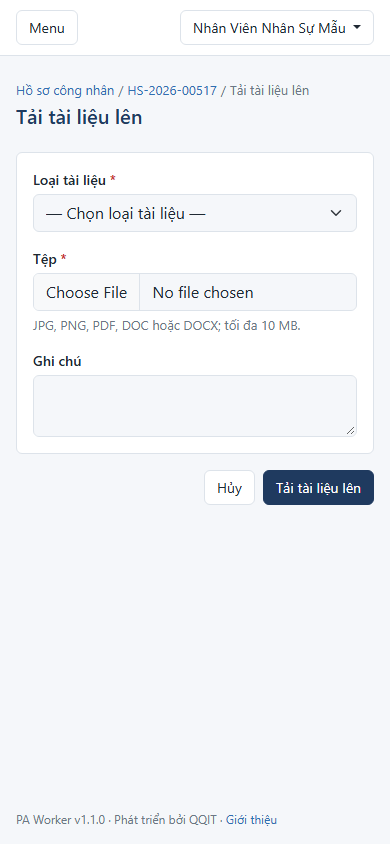 Menu
Nhân Viên Nhân Sự Mẫu
Hồ sơ công nhân / HS-2026-00517 / Tải tài liệu lên
Tải tài liệu lên
Loại tài liệu *
— Chọn loại tài liệu —
Tệp *
Choose File No file chosen
JPG, PNG, PDF, DOC hoặc DOCX; tối đa 10 MB.
Ghi chú
Hủy
Tải tài liệu lên
PA Worker v1.1.0 · Phát triển bởi QQIT · Giới thiệu